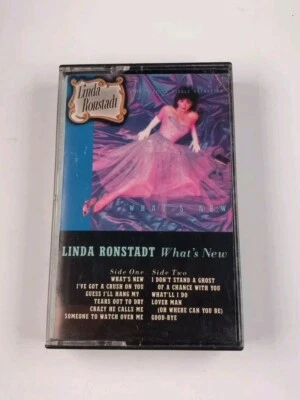 Linda
Ronstadt
WHAT'S NEW
LINDA RONSTADT What's New
Side One
WHAT'S NEW
I'VE GOT A CRUSH ON YOU
GUESS I'LL HANG MY
TEARS OUT TO DRY
CRAZY HE CALLS ME
SOMEONE TO WATCH OVER ME
Side Two
I DON'T STAND A GHOST
OF A CHANCE WITH YOU
WHAT'LL I DO
LOVER MAN
(OH WHERE CAN YOU BE)
GOOD-BYE